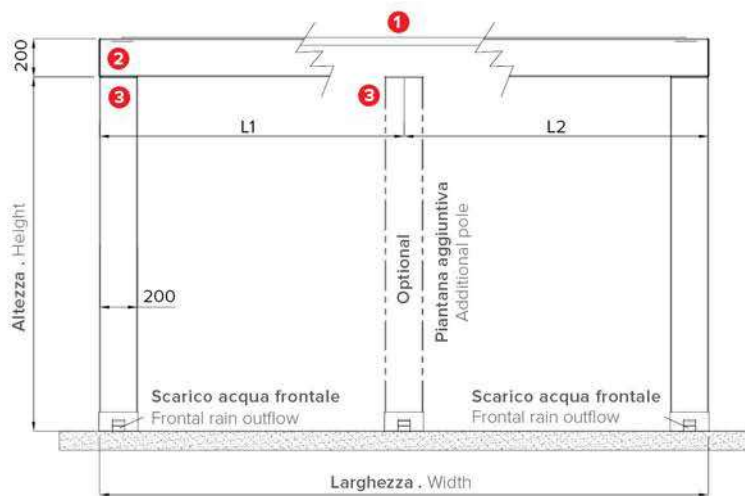 1
200
2
3
3
L1
L2
Altezza . Height
200
Optional
Piantana aggiuntiva
Additional pole
Scarico acqua frontale
Frontal rain outflow
Scarico acqua frontale
Frontal rain outflow
Larghezza . Width